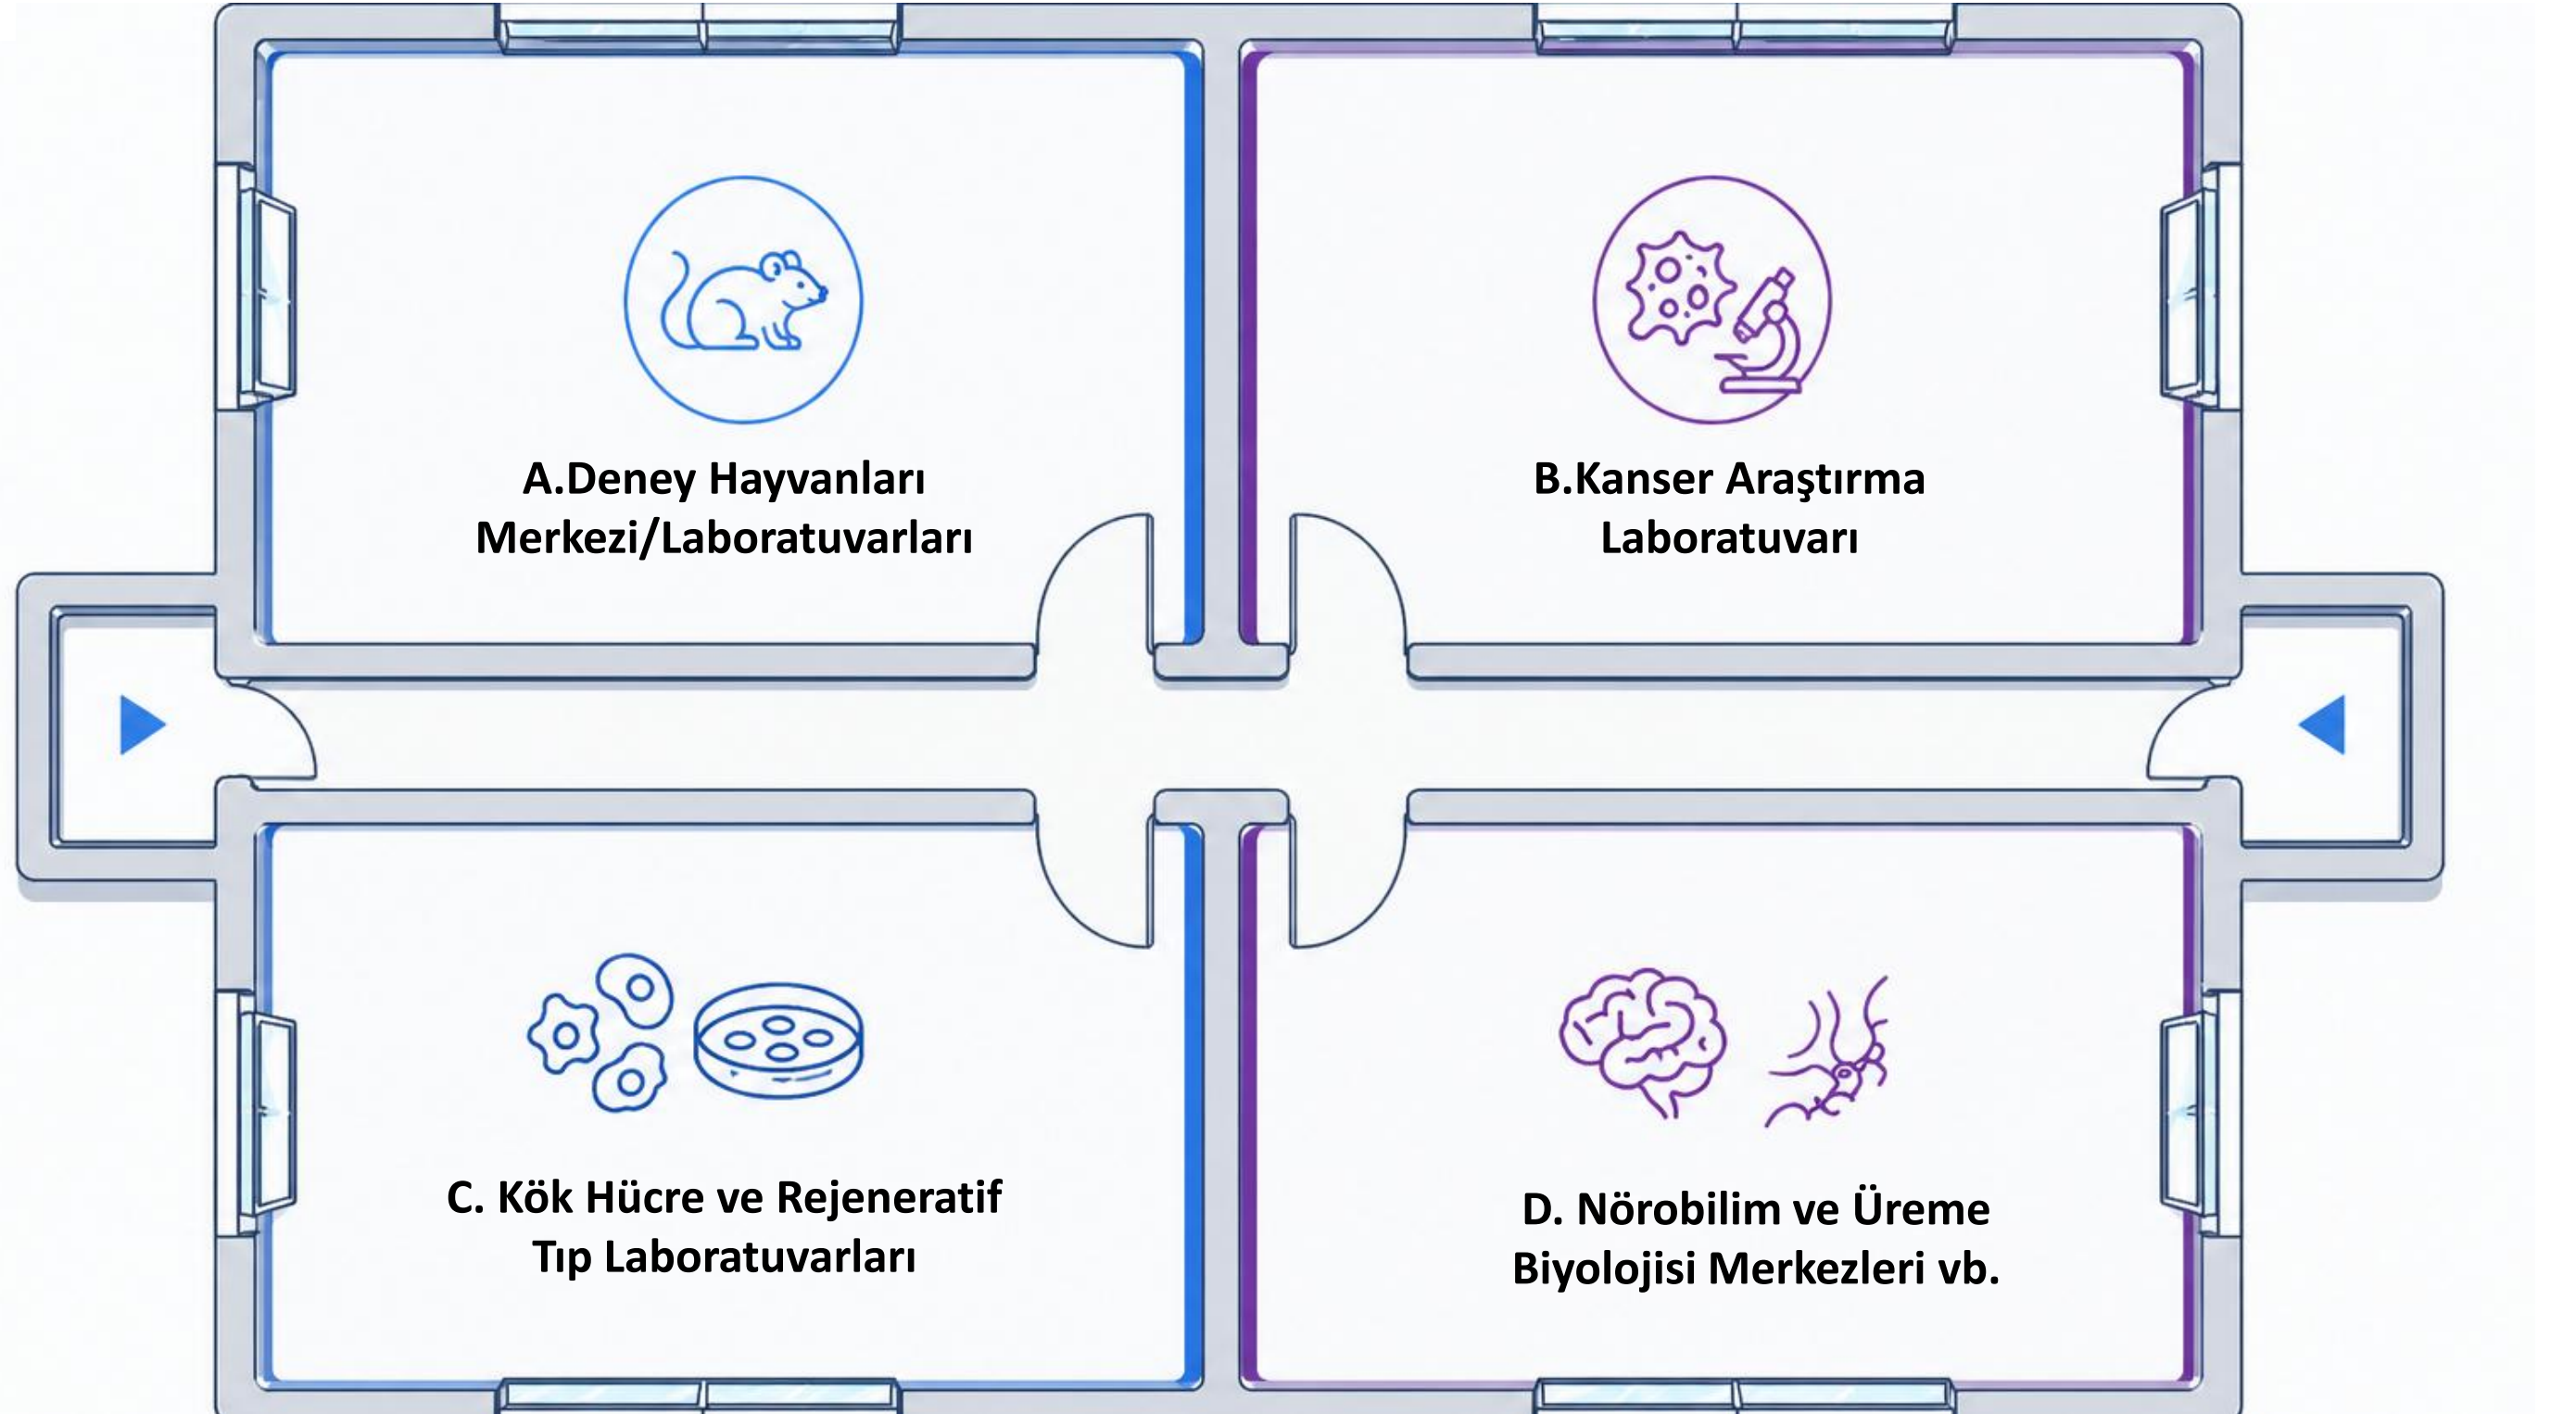 A.Deney Hayvanları
Merkezi/Laboratuvarları
B.Kanser Araştırma
Laboratuvarı
C. Kök Hücre ve Rejeneratif
Tıp Laboratuvarları
D. Nörobilim ve Üreme
Biyolojisi Merkezleri vb.